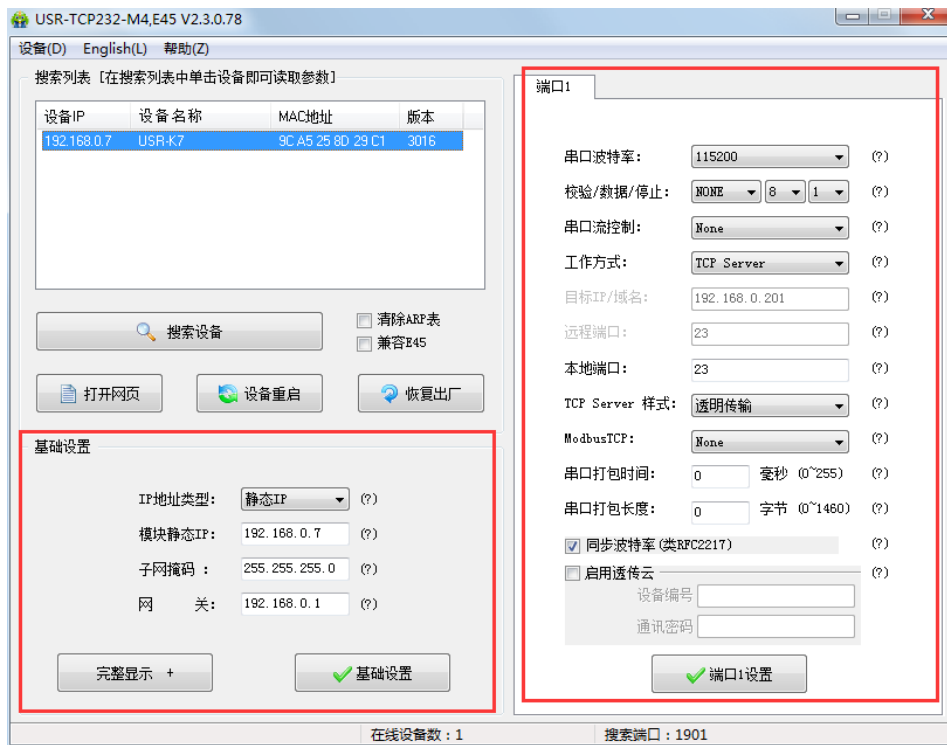 USR-TCP232-M4,E45 V2.3.0.78
设备(D) English(L) 帮助(Z)
搜索列表 [在搜索列表中单击设备即可读取参数]
设备IP 设备名称 MAC地址 版本
192.168.0.7 USR-K7 9C A5 25 8D 29 C1 3016
搜索设备
清除ARP表
兼容E45
打开网页 设备重启 恢复出厂
基础设置
IP地址类型: 静态IP (?)
模块静态IP: 192.168.0.7 (?)
子网掩码 : 255.255.255.0 (?)
网 关: 192.168.0.1 (?)
完整显示 + 基础设置
端口1
串口波特率: 115200 (?)
校验/数据/停止: NONE 8 1 (?)
串口流控制: None (?)
工作方式: TCP Server (?)
目标IP/域名: 192.168.0.201 (?)
远程端口: 23 (?)
本地端口: 23 (?)
TCP Server 样式: 透明传输 (?)
ModbusTCP: None (?)
串口打包时间: 0 毫秒 (0~255) (?)
串口打包长度: 0 字节 (0~1460) (?)
同步波特率(类RFC2217) (?)
启用透传云 (?)
设备编号
通讯密码
端口1设置
在线设备数：1 搜索端口：1901